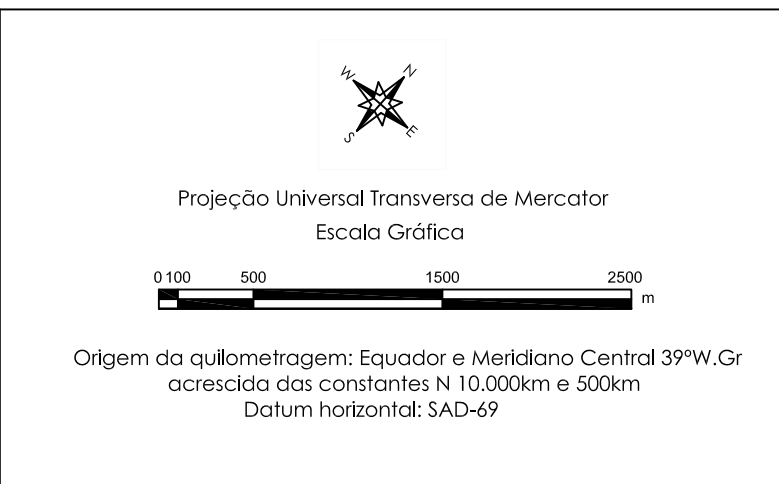 W N
S E
Projeção Universal Transversa de Mercator
Escala Gráfica
0 100 500 1500 2500
m
Origem da quilometragem: Equador e Meridiano Central 39ºW.Gr
acrescida das constantes N 10.000km e 500km
Datum horizontal: SAD-69